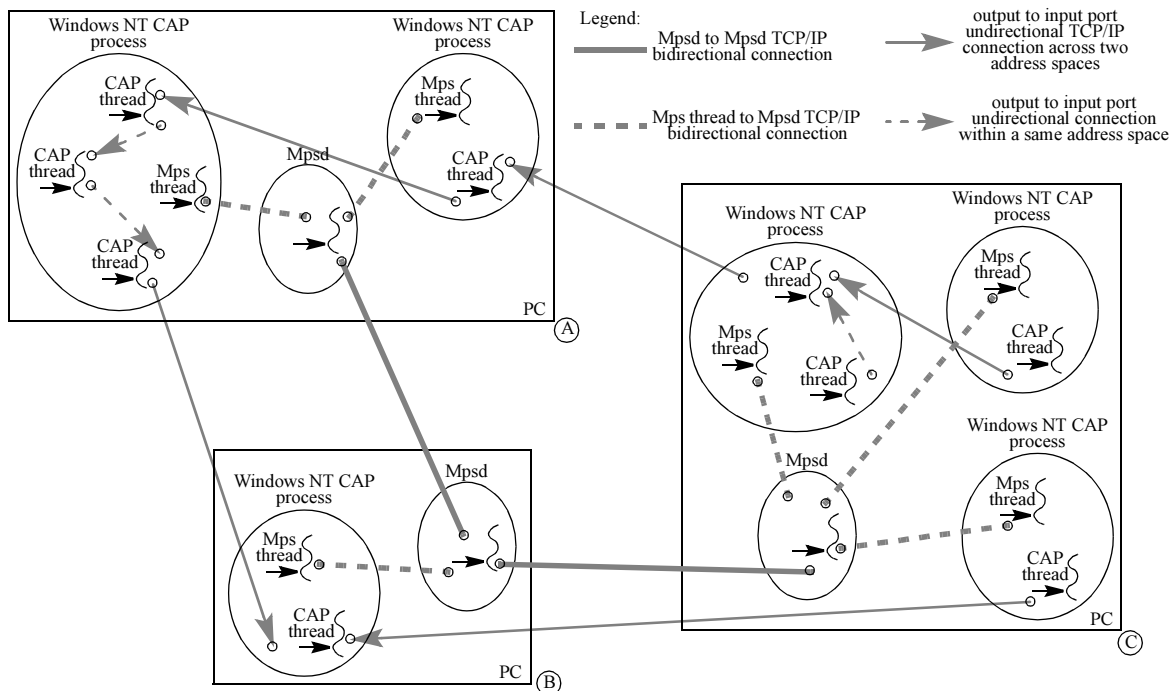 Legend:
Mpsd to Mpsd TCP/IP
bidirectional connection
output to input port
undirectional TCP/IP
connection across two
address spaces
Mps thread to Mpsd TCP/IP
bidirectional connection
output to input port
undirectional connection
within a same address space
Windows NT CAP
process
CAP
thread
CAP
thread
Mps
thread
CAP
thread
Mpsd
Windows NT CAP
process
Mps
thread
CAP
thread
PC
A
Windows NT CAP
process
CAP
thread
Mps
thread
CAP
thread
Windows NT CAP
process
Mps
thread
CAP
thread
Mpsd
Windows NT CAP
process
Mps
thread
CAP
thread
PC
C
Windows NT CAP
process
Mps
thread
CAP
thread
Mpsd
PC
B